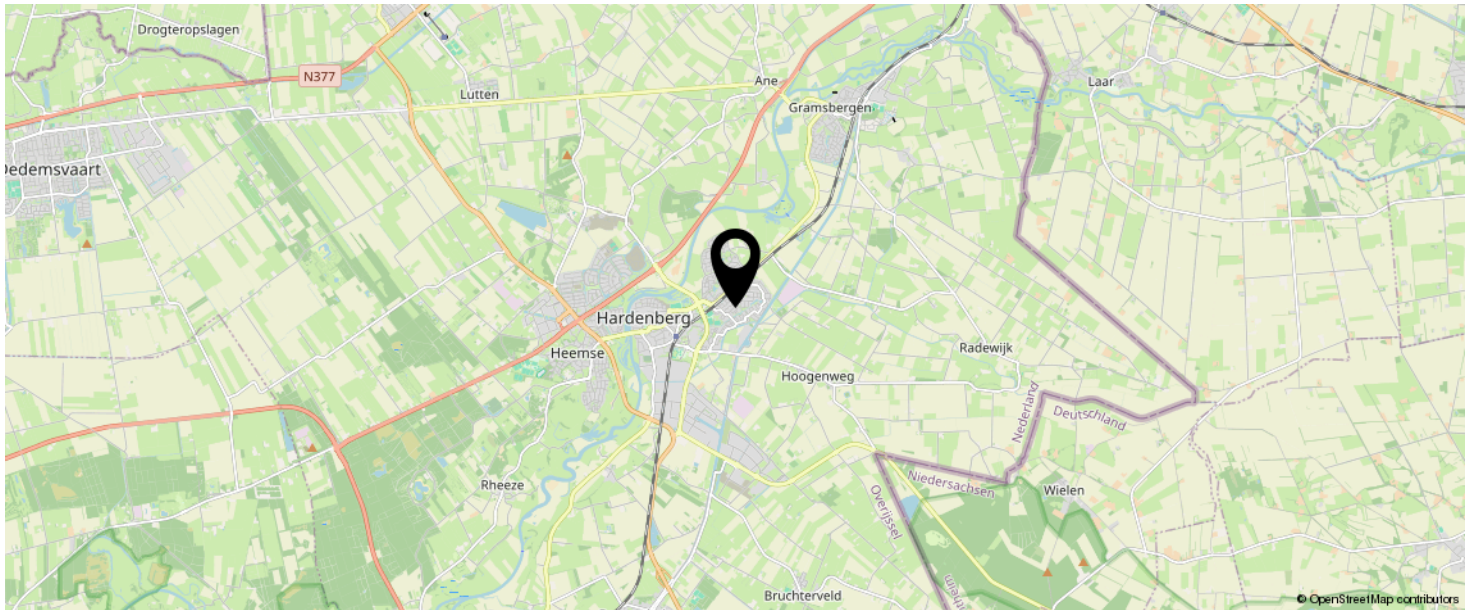 Drogteropslagen
N377
Lutten
Ane
Laar
Gramsbergen
Dedemsvaart
Hardenberg
Heemse
Radewijk
Hoogenweg
Nederland
Deutschland
Rheeze
Niedersachsen
Wielen
Overijssel
Bruchterveld
© OpenStreetMap contributors